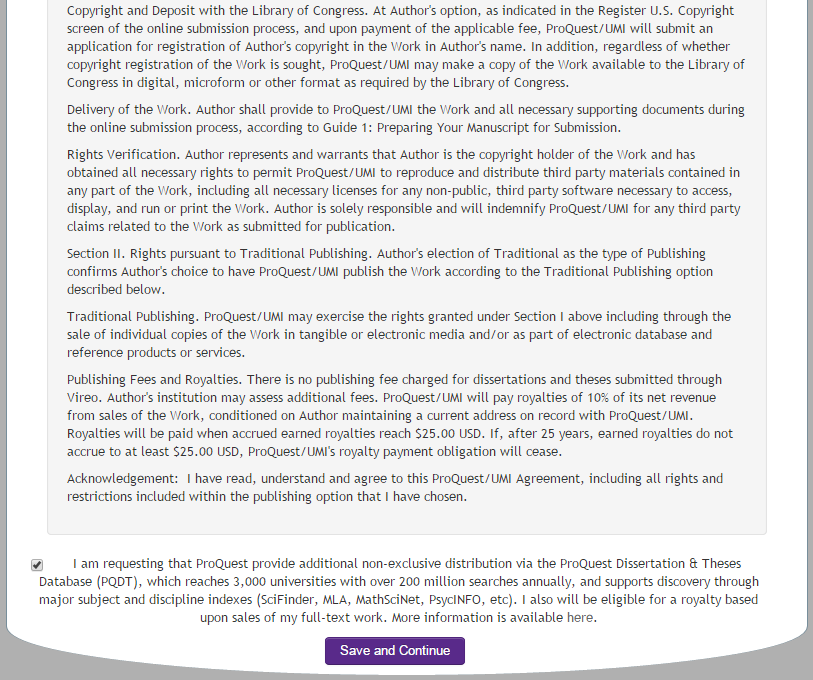 Copyright and Deposit with the Library of Congress. At Author's option, as indicated in the Register U.S. Copyright
screen of the online submission process, and upon payment of the applicable fee, ProQuest/UMI will submit an
application for registration of Author's copyright in the Work in Author's name. In addition, regardless of whether
copyright registration of the Work is sought, ProQuest/UMI may make a copy of the Work available to the Library of
Congress in digital, microform or other format as required by the Library of Congress.
Delivery of the Work. Author shall provide to ProQuest/UMI the Work and all necessary supporting documents during
the online submission process, according to Guide 1: Preparing Your Manuscript for Submission.
Rights Verification. Author represents and warrants that Author is the copyright holder of the Work and has
obtained all necessary rights to permit ProQuest/UMI to reproduce and distribute third party materials contained in
any part of the Work, including all necessary licenses for any non-public, third party software necessary to access,
display, and run or print the Work. Author is solely responsible and will indemnify ProQuest/UMI for any third party
claims related to the Work as submitted for publication.
Section II. Rights pursuant to Traditional Publishing. Author's election of Traditional as the type of Publishing
confirms Author's choice to have ProQuest/UMI publish the Work according to the Traditional Publishing option
described below.
Traditional Publishing. ProQuest/UMI may exercise the rights granted under Section I above including through the
sale of individual copies of the Work in tangible or electronic media and/or as part of electronic database and
reference products or services.
Publishing Fees and Royalties. There is no publishing fee charged for dissertations and theses submitted through
Vireo. Author's institution may assess additional fees. ProQuest/UMI will pay royalties of 10% of its net revenue
from sales of the Work, conditioned on Author maintaining a current address on record with ProQuest/UMI.
Royalties will be paid when accrued earned royalties reach $25.00 USD. If, after 25 years, earned royalties do not
accrue to at least $25.00 USD, ProQuest/UMI's royalty payment obligation will cease.
Acknowledgement: I have read, understand and agree to this ProQuest/UMI Agreement, including all rights and
restrictions included within the publishing option that I have chosen.
I am requesting that ProQuest provide additional non-exclusive distribution via the ProQuest Dissertation & Theses
Database (PQDT), which reaches 3,000 universities with over 200 million searches annually, and supports discovery through
major subject and discipline indexes (SciFinder, MLA, MathSciNet, PsycINFO, etc). I also will be eligible for a royalty based
upon sales of my full-text work. More information is available here.
Save and Continue